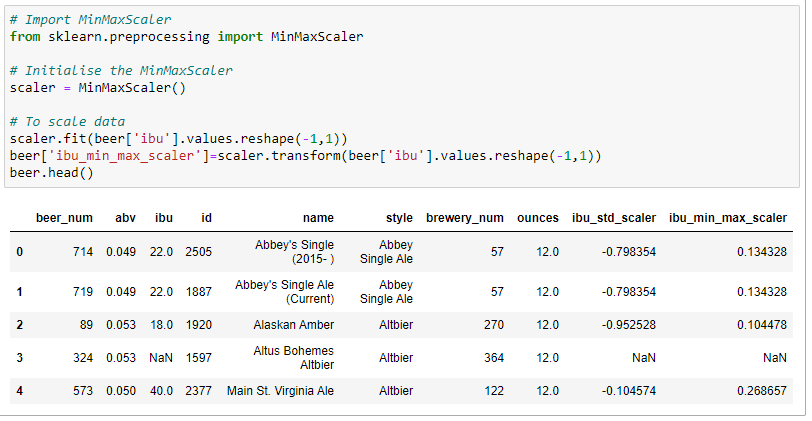 # Import MinMaxScaler
from sklearn.preprocessing import MinMaxScaler
# Initialise the MinMaxScaler
scaler = MinMaxScaler()
# To scale data
scaler.fit(beer['ibu'].values.reshape(-1,1))
beer['ibu_min_max_scaler']=scaler.transform(beer['ibu'].values.reshape(-1,1))
beer.head()
beer_num abv ibu id name style brewery_num ounces ibu_std_scaler ibu_min_max_scaler
0 714 0.049 22.0 2505 Abbey's Single (2015- ) Abbey Single Ale 57 12.0 -0.798354 0.134328
1 719 0.049 22.0 1887 Abbey's Single Ale (Current) Abbey Single Ale 57 12.0 -0.798354 0.134328
2 89 0.053 18.0 1920 Alaskan Amber Altbier 270 12.0 -0.952528 0.104478
3 324 0.053 NaN 1597 Altus Bohemes Altbier Altbier 364 12.0 NaN NaN
4 573 0.050 40.0 2377 Main St. Virginia Ale Altbier 122 12.0 -0.104574 0.268657